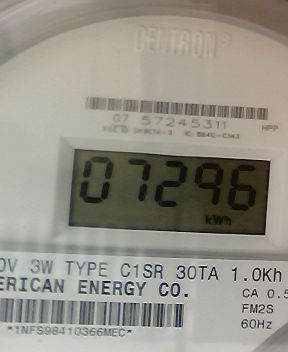 CENTRON®
07 57245311
HPP
07296
kWh
0V 3W TYPE C1SR 30TA 1.0Kh
ERICAN ENERGY CO.
CA 0.5
FM2S
60Hz
*1NFS98410366MEC*